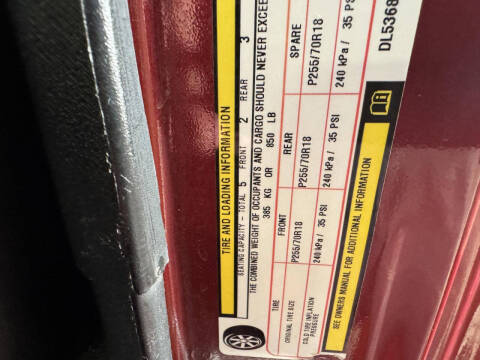 TIRE AND LOADING INFORMATION
SEATING CAPACITY - TOTAL 5 FRONT 2 REAR 3
THE COMBINED WEIGHT OF OCCUPANTS AND CARGO SHOULD NEVER EXCEED
385 KG OR 850 LB
TIRE FRONT REAR SPARE
ORIGINAL TIRE SIZE P255/70R18 P255/70R18 P255/70R18
COLD TIRE INFLATION PRESSURE 240 kPa / 35 PSI 240 kPa / 35 PSI 240 kPa / 35 PS
SEE OWNERS MANUAL FOR ADDITIONAL INFORMATION
DL5368